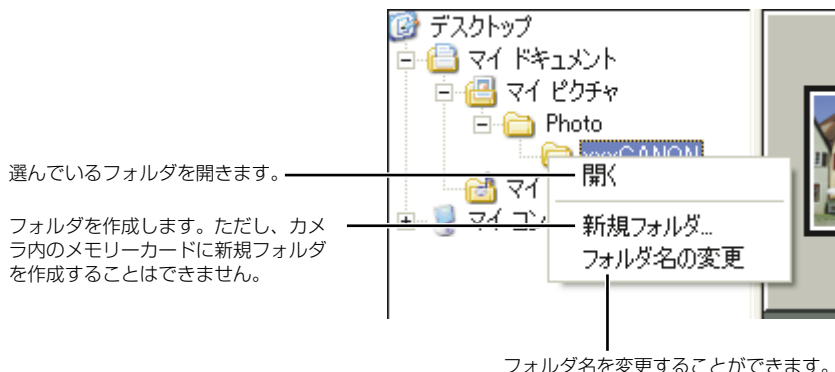 デスクトップ
マイ ドキュメント
マイ ピクチャ
Photo
xxxCANON
選んでいるフォルダを開きます。
開く
マイ
フォルダを作成します。ただし、カメ
ラ内のメモリーカードに新規フォルダ
を作成することはできません。
マイ コン
新規フォルダ...
フォルダ名の変更
フォルダ名を変更することができます。